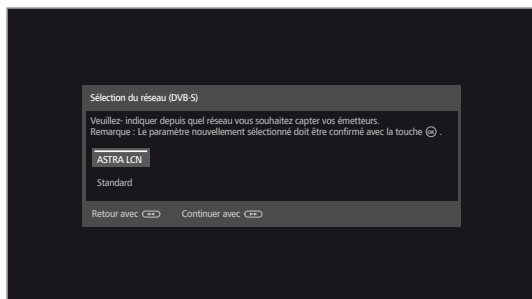 Sélection du réseau (DVB-S)
Veuillez- indiquer depuis quel réseau vous souhaitez capter vos émetteurs.
Remarque : Le paramètre nouvellement sélectionné doit être confirmé avec la touche OK .
ASTRA LCN
Standard
Retour avec Continuer avec